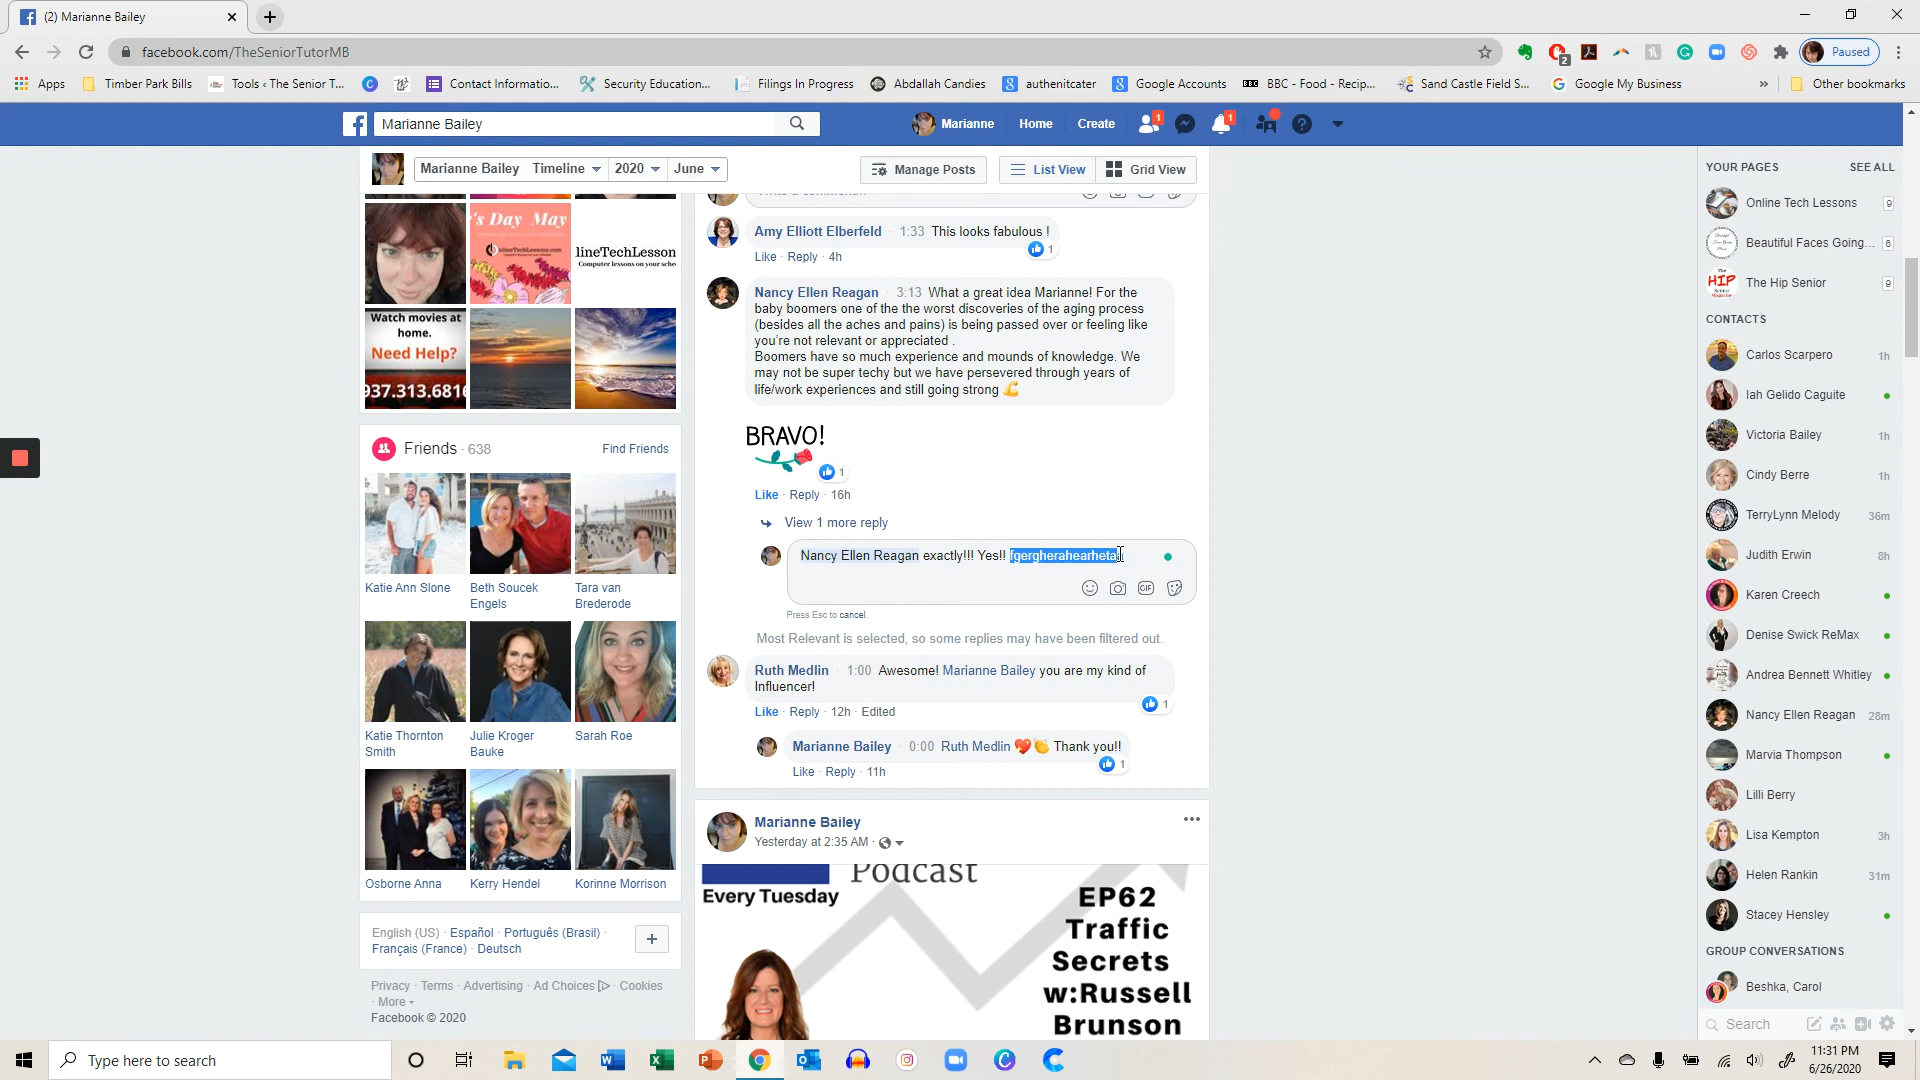 (2) Marianne Bailey
facebook.com/TheSeniorTutorMB
Paused
Apps
Timber Park Bills
Tools ‹ The Senior T...
Contact Informatio...
Security Education...
Filings In Progress
Abdallah Candies
authenitcater
Google Accounts
BBC - Food - Recip...
Sand Castle Field S...
Google My Business
»
Other bookmarks
Marianne Bailey
Marianne
Home
Create
1
1
Marianne Bailey
Timeline
2020
June
Manage Posts
List View
Grid View
's Day May
OnlineTechLessons.com
lineTechLesson
Computer lessons on your sche
Watch movies at
home.
Need Help?
937.313.6816
Friends · 638
Find Friends
Katie Ann Slone
Beth Soucek
Engels
Tara van
Brederode
Katie Thornton
Smith
Julie Kroger
Bauke
Sarah Roe
Osborne Anna
Kerry Hendel
Korinne Morrison
English (US) · Español · Português (Brasil) ·
Français (France) · Deutsch
Privacy · Terms · Advertising · Ad Choices · Cookies
· More
Facebook © 2020
Amy Elliott Elberfeld · 1:33 This looks fabulous !
1
Like · Reply · 4h
Nancy Ellen Reagan · 3:13 What a great idea Marianne! For the
baby boomers one of the the worst discoveries of the aging process
(besides all the aches and pains) is being passed over or feeling like
you're not relevant or appreciated .
Boomers have so much experience and mounds of knowledge. We
may not be super techy but we have persevered through years of
life/work experiences and still going strong 💪
BRAVO!
1
Like · Reply · 16h
View 1 more reply
Nancy Ellen Reagan exactly!!! Yes!! fgergherahearheta
GIF
Press Esc to cancel.
Most Relevant is selected, so some replies may have been filtered out.
Ruth Medlin · 1:00 Awesome! Marianne Bailey you are my kind of
Influencer!
1
Like · Reply · 12h · Edited
Marianne Bailey · 0:00 Ruth Medlin ❤️👏 Thank you!!
1
Like · Reply · 11h
Marianne Bailey
Yesterday at 2:35 AM ·
Podcast
Every Tuesday
EP62
Traffic
Secrets
w:Russell
Brunson
YOUR PAGES
SEE ALL
Online Tech Lessons
9
Beautiful Faces Going...
6
The Hip Senior
9
The
HIP
CONTACTS
Carlos Scarpero
1h
Iah Gelido Caguite
Victoria Bailey
1h
Cindy Berre
1h
TerryLynn Melody
36m
Judith Erwin
8h
Karen Creech
Denise Swick ReMax
Andrea Bennett Whitley
Nancy Ellen Reagan
28m
Marvia Thompson
Lilli Berry
Lisa Kempton
3h
Helen Rankin
31m
Stacey Hensley
GROUP CONVERSATIONS
Beshka, Carol
Search
Type here to search
11:31 PM
6/26/2020